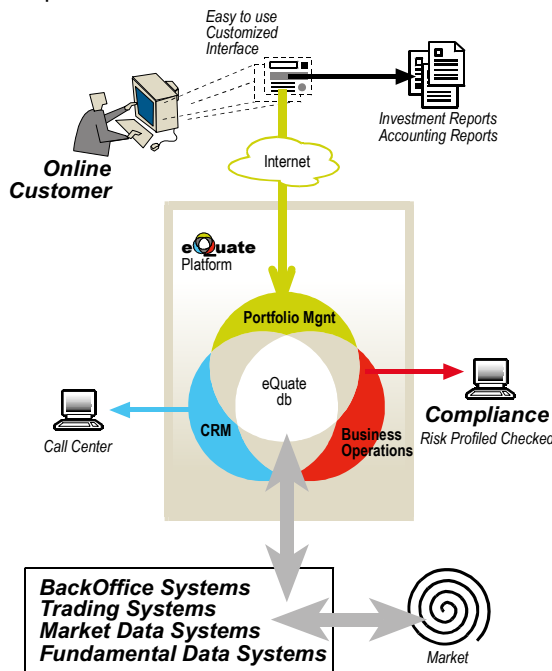 Easy to use
Customized
Interface
Investment Reports
Accounting Reports
Online
Customer
Internet
eQuate
Platform
Portfolio Mgnt
eQuate
db
CRM
Business
Operations
Call Center
Compliance
Risk Profiled Checked
BackOffice Systems
Trading Systems
Market Data Systems
Fundamental Data Systems
Market